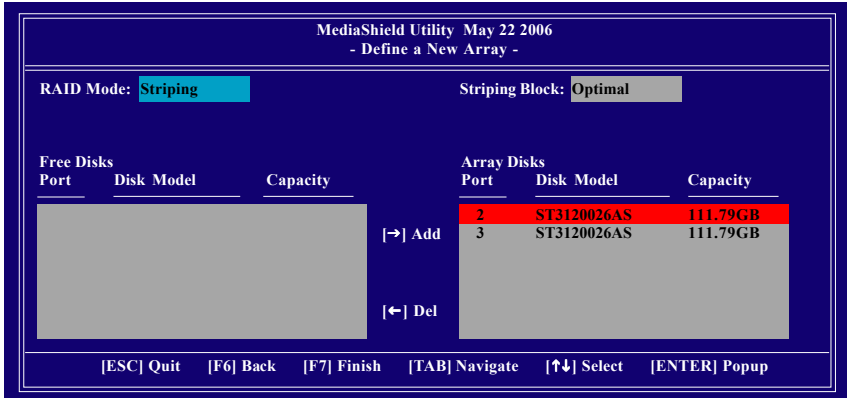 MediaShield Utility May 22 2006
- Define a New Array -
RAID Mode: Striping Striping Block: Optimal
Free Disks Array Disks
Port Disk Model Capacity Port Disk Model Capacity
2 ST3120026AS 111.79GB
[→] Add 3 ST3120026AS 111.79GB
[←] Del
[ESC] Quit [F6] Back [F7] Finish [TAB] Navigate [↑↓] Select [ENTER] Popup